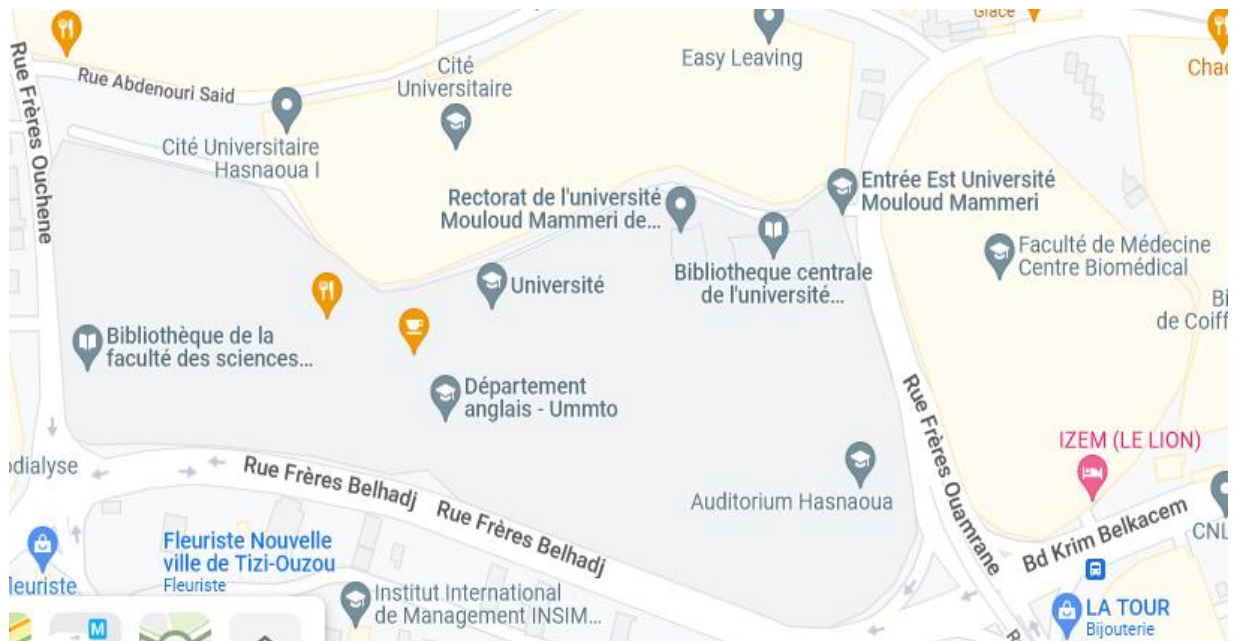 Grace
Easy Leaving
Chac
Rue Frères Ouchene
Rue Abdenouri Said
Cité
Universitaire
Cité Universitaire
Hasnaoua I
Rectorat de l'université
Mouloud Mammeri de...
Entrée Est Université
Mouloud Mammeri
Faculté de Médecine
Centre Biomédical
Bibliotheque centrale
de l'université...
Université
Bi
de Coiff
Bibliothèque de la
faculté des sciences...
Département
anglais - Ummto
Rue Frères Ouamrane
IZEM (LE LION)
odialyse
Rue Frères Belhadj
Rue Frères Belhadj
Auditorium Hasnaoua
Bd Krim Belkacem
CNL
Fleuriste Nouvelle
ville de Tizi-Ouzou
Fleuriste
leuriste
Institut International
de Management INSIM...
LA TOUR
Bijouterie
M
R